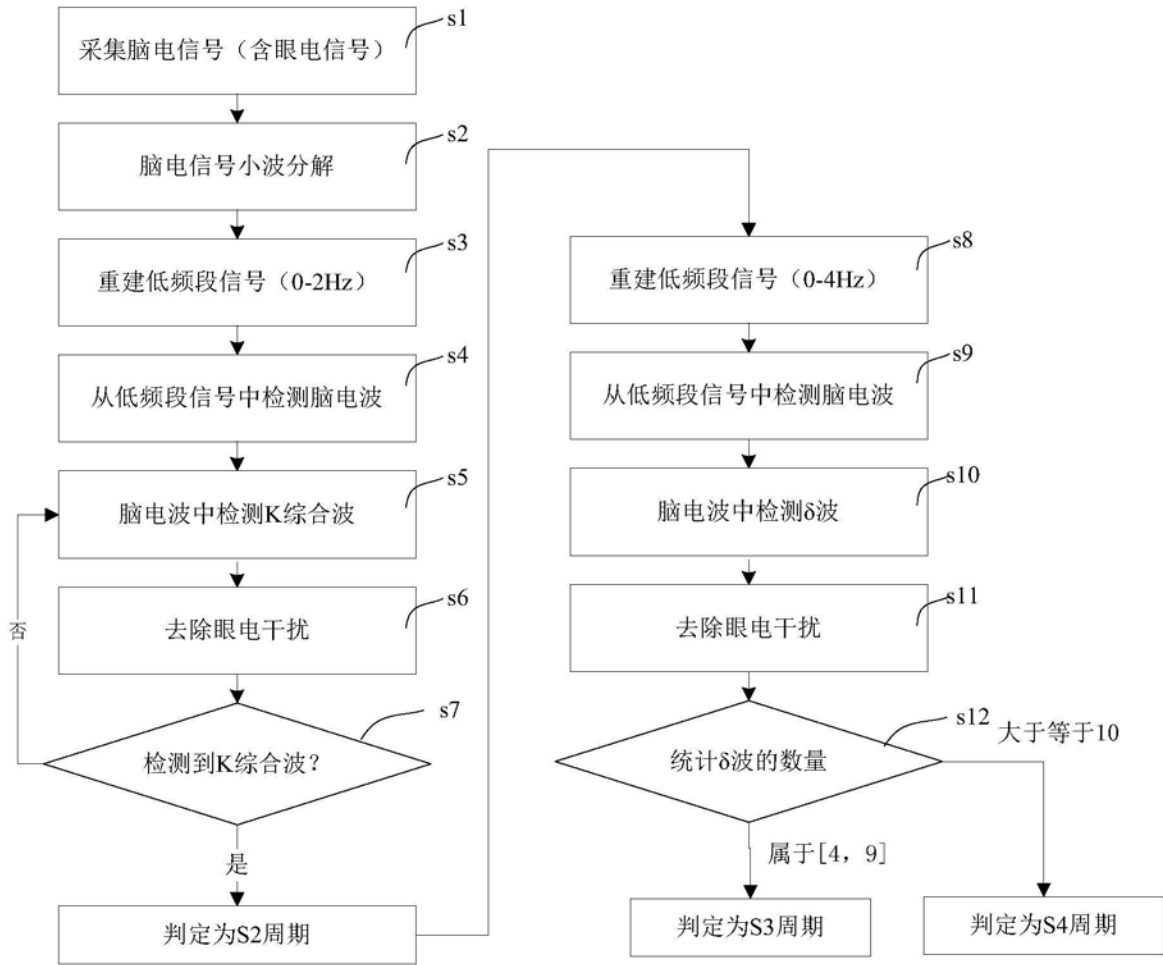 s1
采集脑电信号（含眼电信号）
s2
脑电信号小波分解
s3
重建低频段信号（0-2Hz）
s4
从低频段信号中检测脑电波
s5
脑电波中检测K综合波
s6
去除眼电干扰
否
s7
检测到K综合波？
是
判定为S2周期
s8
重建低频段信号（0-4Hz）
s9
从低频段信号中检测脑电波
s10
脑电波中检测δ波
s11
去除眼电干扰
s12
大于等于10
统计δ波的数量
属于[4，9]
判定为S3周期
判定为S4周期